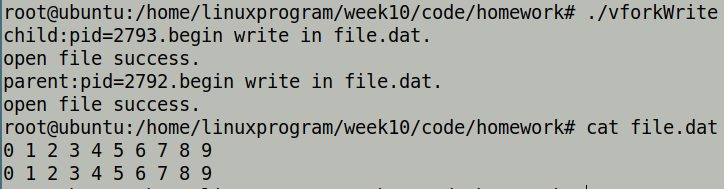 root@ubuntu:/home/linuxprogram/week10/code/homework# ./vforkWrite
child:pid=2793.begin write in file.dat.
open file success.
parent:pid=2792.begin write in file.dat.
open file success.
root@ubuntu:/home/linuxprogram/week10/code/homework# cat file.dat
0 1 2 3 4 5 6 7 8 9
0 1 2 3 4 5 6 7 8 9